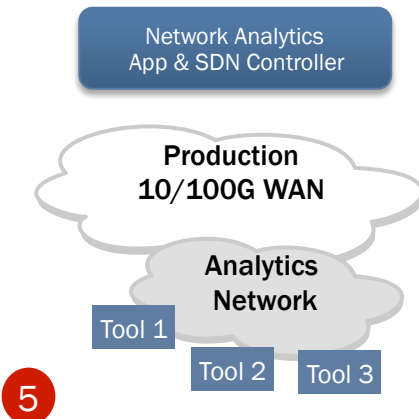 Network Analytics
App & SDN Controller
Production
10/100G WAN
Analytics
Network
Tool 1
Tool 2
Tool 3
5